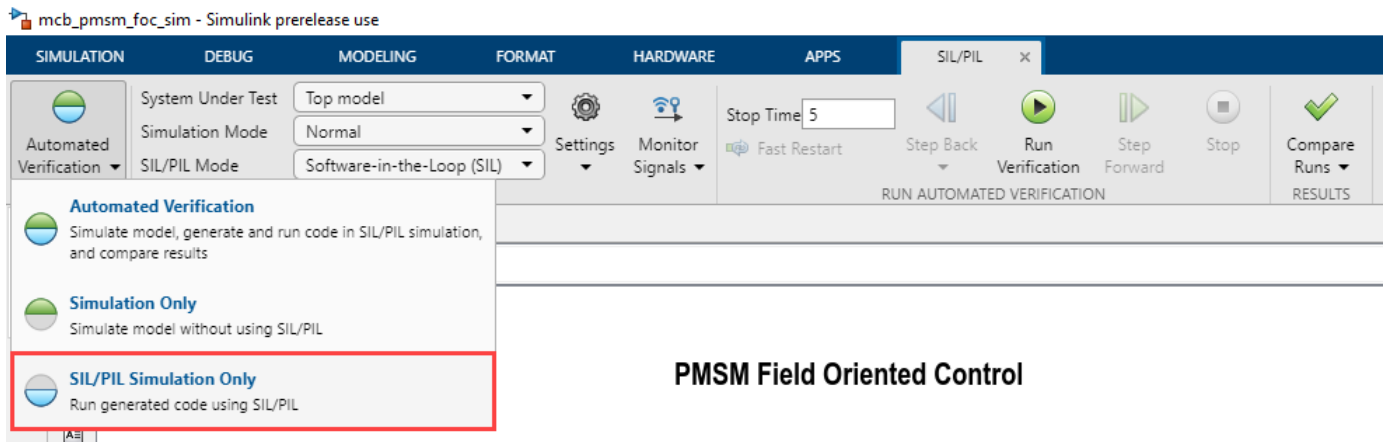 mcb_pmsm_foc_sim - Simulink prerelease use
SIMULATION DEBUG MODELING FORMAT HARDWARE APPS SIL/PIL
System Under Test Top model
Simulation Mode Normal
SIL/PIL Mode Software-in-the-Loop (SIL)
Automated
Verification
Settings
Monitor
Signals
Stop Time 5
Fast Restart
Step Back
Run
Verification
Step
Forward
Stop
Compare
Runs
RUN AUTOMATED VERIFICATION
RESULTS
Automated Verification
Simulate model, generate and run code in SIL/PIL simulation,
and compare results
Simulation Only
Simulate model without using SIL/PIL
SIL/PIL Simulation Only
Run generated code using SIL/PIL
PMSM Field Oriented Control